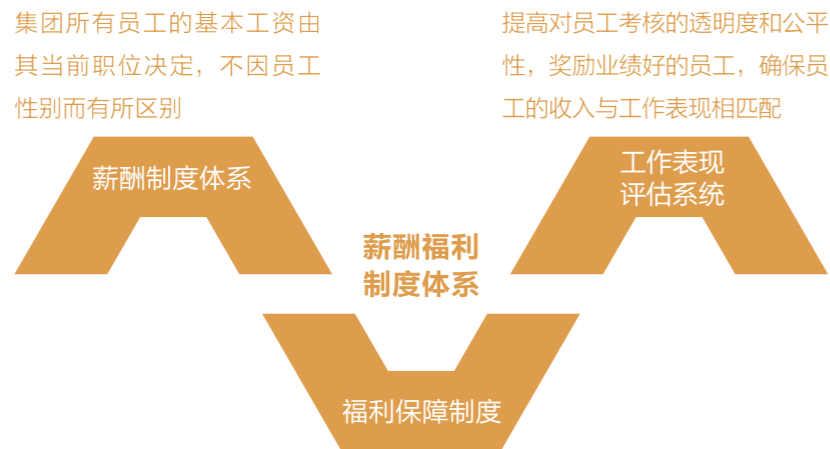 集团所有员工的基本工资由
其当前职位决定，不因员工
性别而有所区别
提高对员工考核的透明度和公平
性，奖励业绩好的员工，确保员
工的收入与工作表现相匹配
薪酬制度体系
工作表现
评估系统
薪酬福利
制度体系
福利保障制度